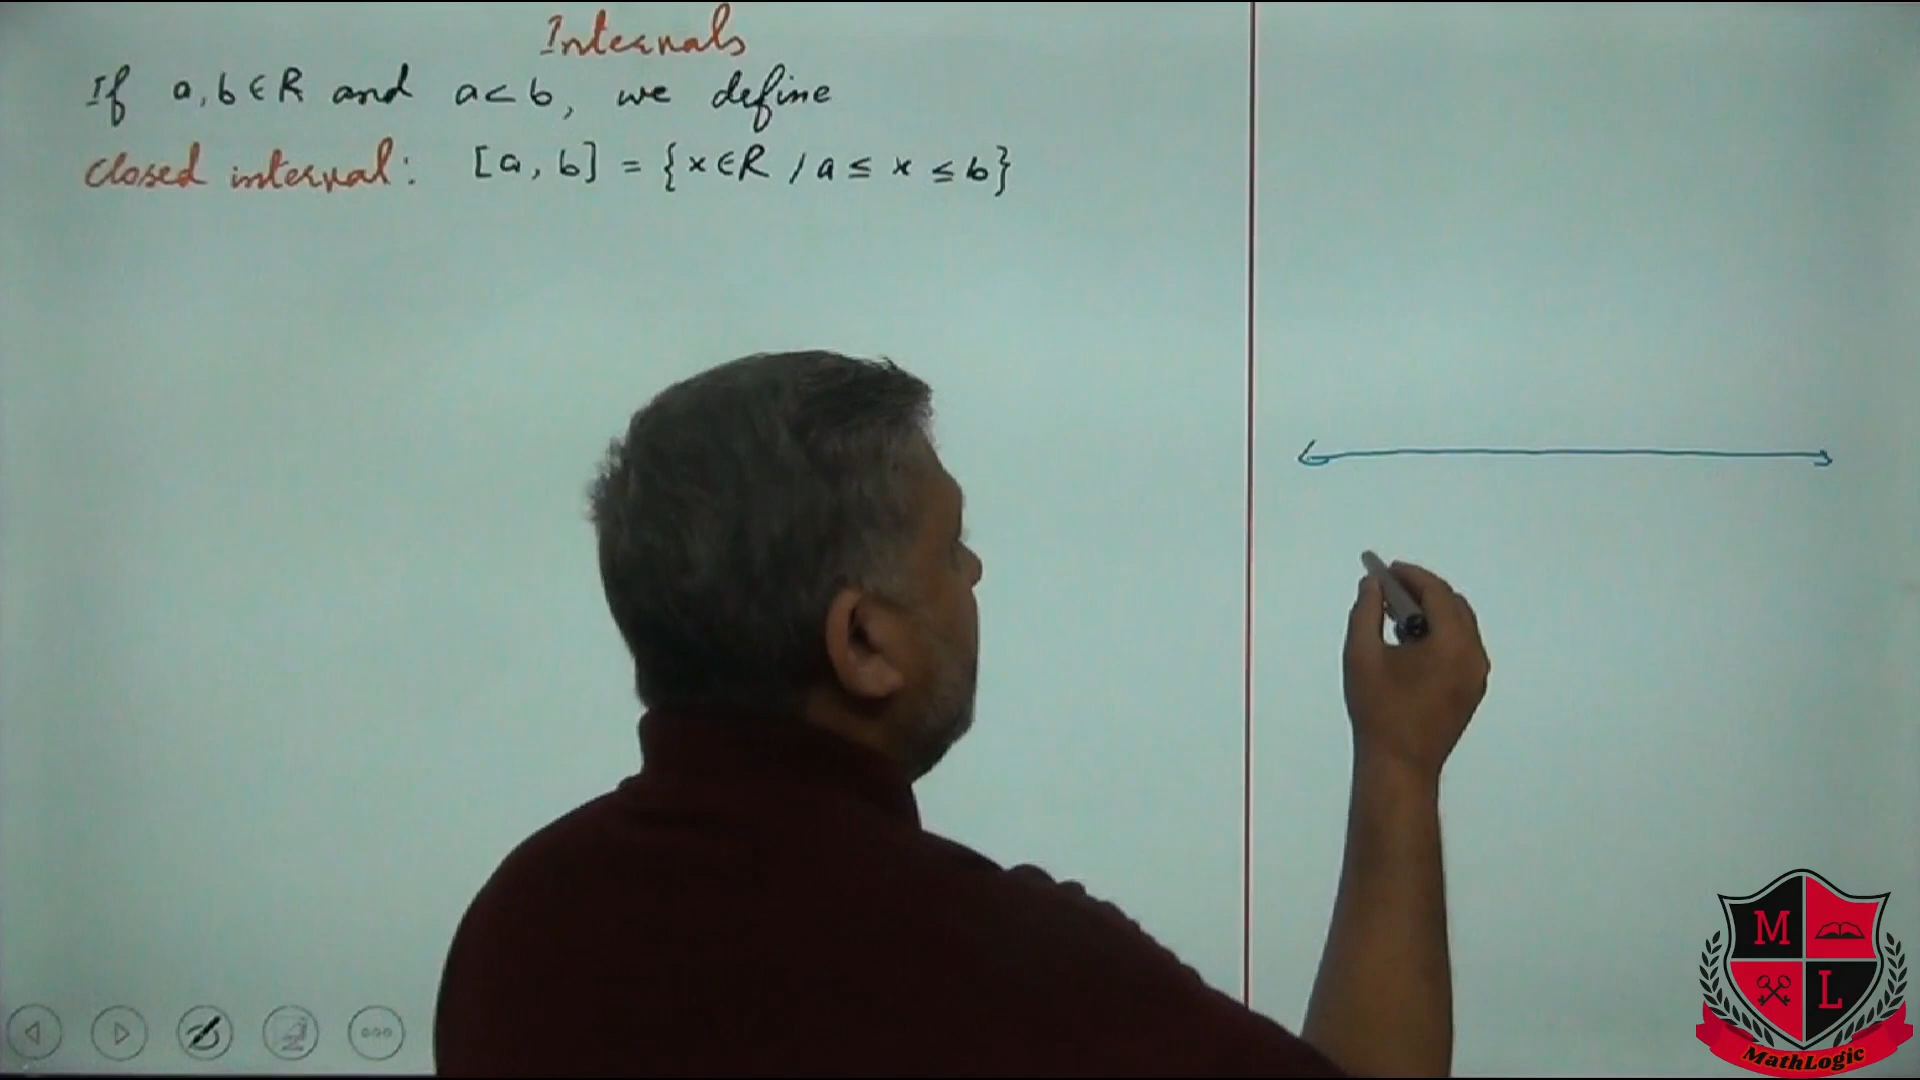 Intervals
If a, b ∈ R and a < b, we define
closed interval: [a, b] = {x ∈ R / a ≤ x ≤ b}
M
L
MathLogic